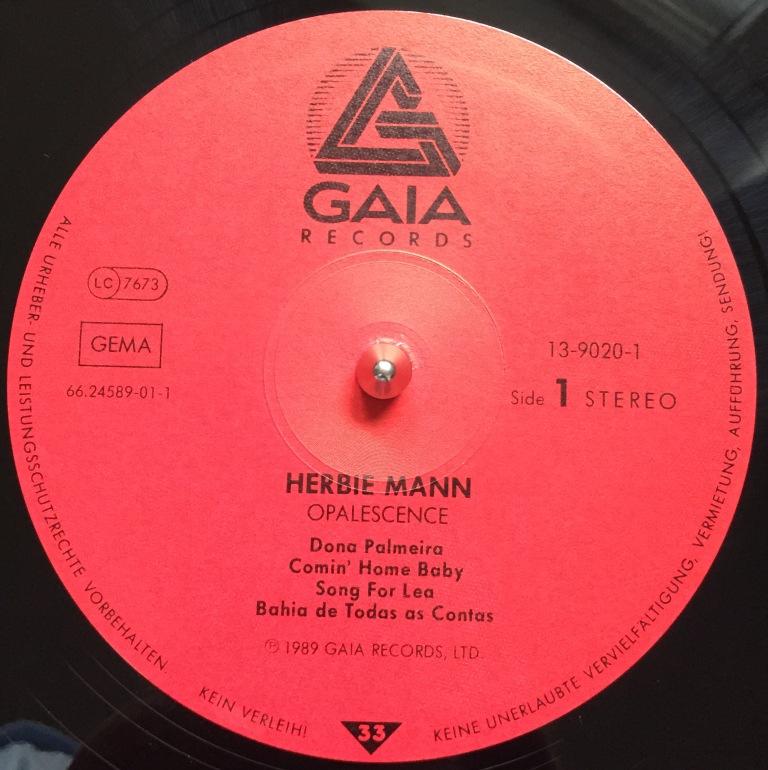 GAIA
RECORDS
LC 7673
GEMA
66.24589-01-1
13-9020-1
Side 1 STEREO
HERBIE MANN
OPALESCENCE
Dona Palmeira
Comin' Home Baby
Song For Lea
Bahia de Todas as Contas
Ⓟ 1989 GAIA RECORDS, LTD.
ALLE URHEBER- UND LEISTUNGSSCHUTZRECHTE VORBEHALTEN.
KEIN VERLEIH!
33
KEINE UNERLAUBTE VERVIELFÄLTIGUNG, VERMIETUNG, AUFFÜHRUNG, SENDUNG!